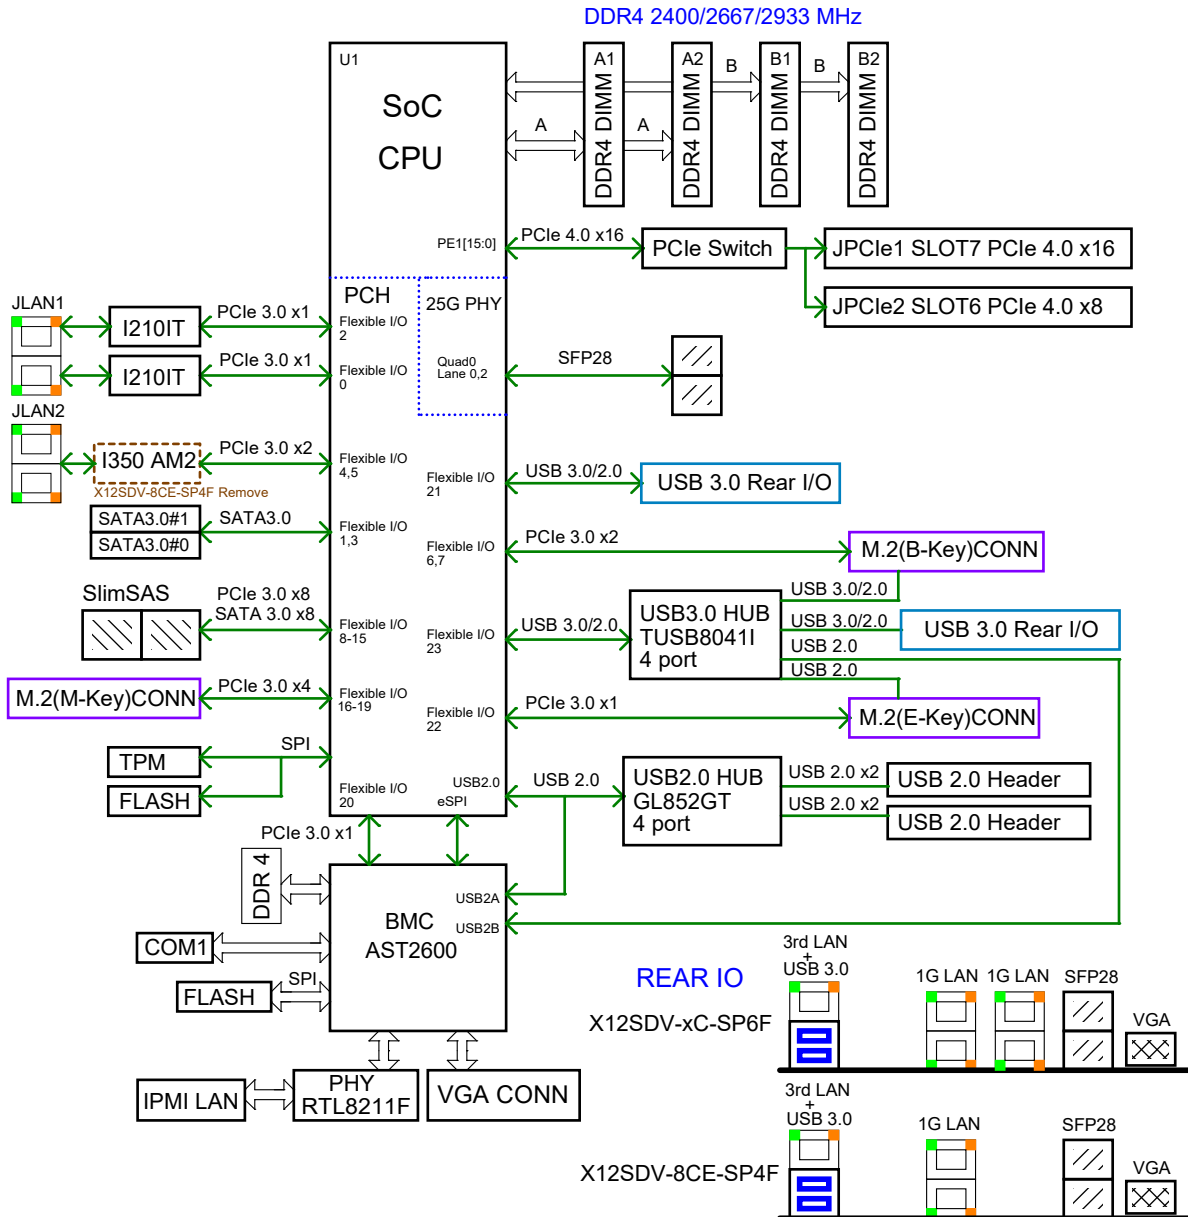 DDR4 2400/2667/2933 MHz
U1
SoC
CPU
A1
DDR4 DIMM
A2
DDR4 DIMM
B
B1
DDR4 DIMM
B
B2
DDR4 DIMM
A
A
PE1[15:0]
PCIe 4.0 x16
PCIe Switch
JPCIe1 SLOT7 PCIe 4.0 x16
JPCIe2 SLOT6 PCIe 4.0 x8
PCH
25G PHY
JLAN1
I210IT
PCIe 3.0 x1
Flexible I/O
2
I210IT
PCIe 3.0 x1
Flexible I/O
0
Quad0
Lane 0,2
SFP28
JLAN2
I350 AM2
PCIe 3.0 x2
Flexible I/O
4,5
X12SDV-8CE-SP4F Remove
Flexible I/O
21
USB 3.0/2.0
USB 3.0 Rear I/O
SATA3.0#1
SATA3.0#0
SATA3.0
Flexible I/O
1,3
Flexible I/O
6,7
PCIe 3.0 x2
M.2(B-Key)CONN
SlimSAS
PCIe 3.0 x8
SATA 3.0 x8
Flexible I/O
8-15
Flexible I/O
23
USB 3.0/2.0
USB3.0 HUB
TUSB8041I
4 port
USB 3.0/2.0
USB 3.0/2.0
USB 3.0 Rear I/O
USB 2.0
USB 2.0
M.2(M-Key)CONN
PCIe 3.0 x4
Flexible I/O
16-19
Flexible I/O
22
PCIe 3.0 x1
M.2(E-Key)CONN
TPM
SPI
FLASH
Flexible I/O
20
USB2.0
eSPI
USB 2.0
USB2.0 HUB
GL852GT
4 port
USB 2.0 x2
USB 2.0 Header
USB 2.0 x2
USB 2.0 Header
PCIe 3.0 x1
DDR 4
BMC
AST2600
USB2A
USB2B
COM1
FLASH
SPI
IPMI LAN
PHY
RTL8211F
VGA CONN
REAR IO
X12SDV-xC-SP6F
3rd LAN
+
USB 3.0
1G LAN
1G LAN
SFP28
VGA
X12SDV-8CE-SP4F
3rd LAN
+
USB 3.0
1G LAN
SFP28
VGA